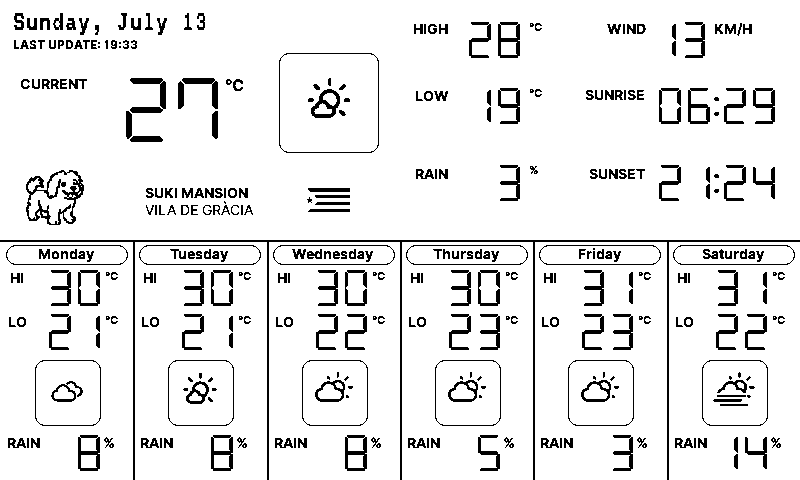 Sunday, July 13
LAST UPDATE: 19:33
CURRENT 27 °C
HIGH 28 °C
WIND 13 KM/H
LOW 19 °C
SUNRISE 06:29
RAIN 3 %
SUNSET 21:24
SUKI MANSION
VILA DE GRÀCIA
Monday
HI 30 °C
LO 21 °C
RAIN 8 %
Tuesday
HI 30 °C
LO 21 °C
RAIN 8 %
Wednesday
HI 30 °C
LO 22 °C
RAIN 8 %
Thursday
HI 30 °C
LO 23 °C
RAIN 5 %
Friday
HI 31 °C
LO 23 °C
RAIN 3 %
Saturday
HI 31 °C
LO 22 °C
RAIN 14 %